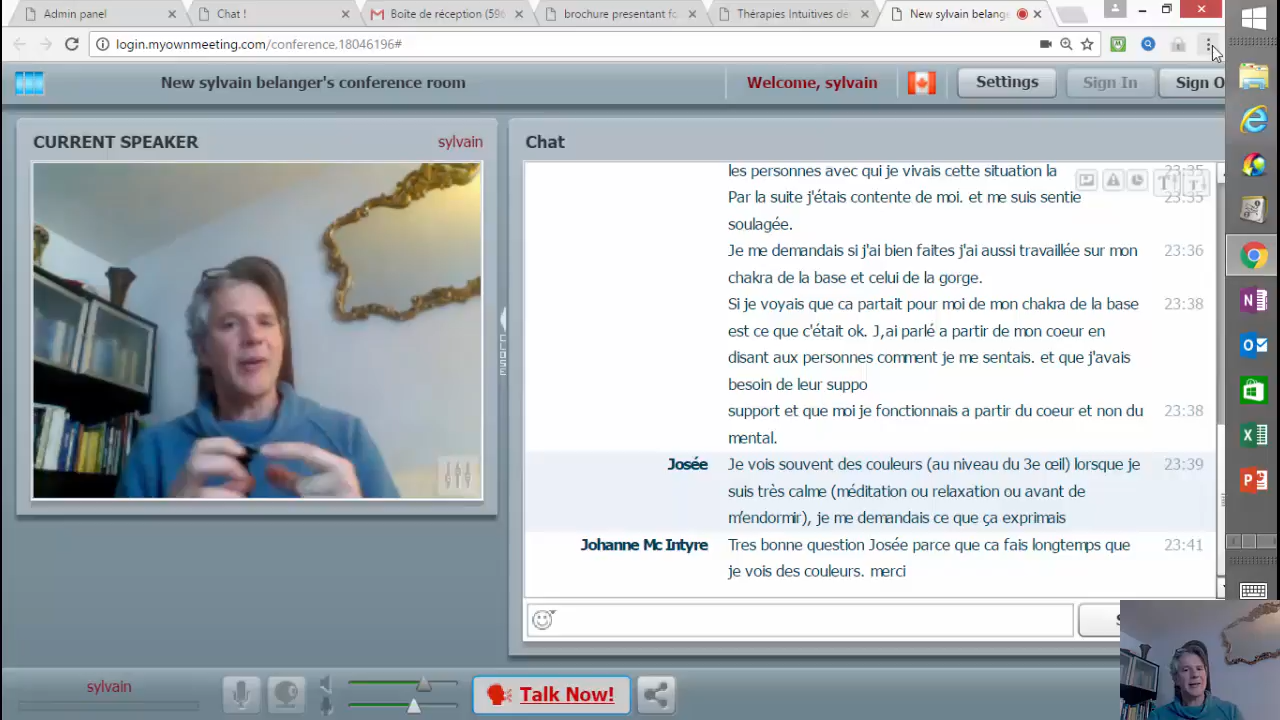 Admin panel
Chat !
Boîte de réception (596
brochure presentant fo
Thérapies Intuitives dé
New sylvain belange
login.myownmeeting.com/conference,18046196#
New sylvain belanger's conference room
Welcome, sylvain
Settings
Sign In
Sign O
CURRENT SPEAKER
sylvain
Chat
les personnes avec qui je vivais cette situation la 23:35
Par la suite j'étais contente de moi. et me suis sentie 23:35
soulagée.
Je me demandais si j'ai bien faites j'ai aussi travaillée sur mon 23:36
chakra de la base et celui de la gorge.
Si je voyais que ca partait pour moi de mon chakra de la base 23:38
est ce que c'était ok. J,ai parlé a partir de mon coeur en
disant aux personnes comment je me sentais. et que j'avais
besoin de leur suppo
support et que moi je fonctionnais a partir du coeur et non du 23:38
mental.
Josée Je vois souvent des couleurs (au niveau du 3e œil) lorsque je 23:39
suis très calme (méditation ou relaxation ou avant de
m'endormir), je me demandais ce que ça exprimais
Johanne Mc Intyre Tres bonne question Josée parce que ca fais longtemps que 23:41
je vois des couleurs. merci
CLOSE
S
sylvain
Talk Now!